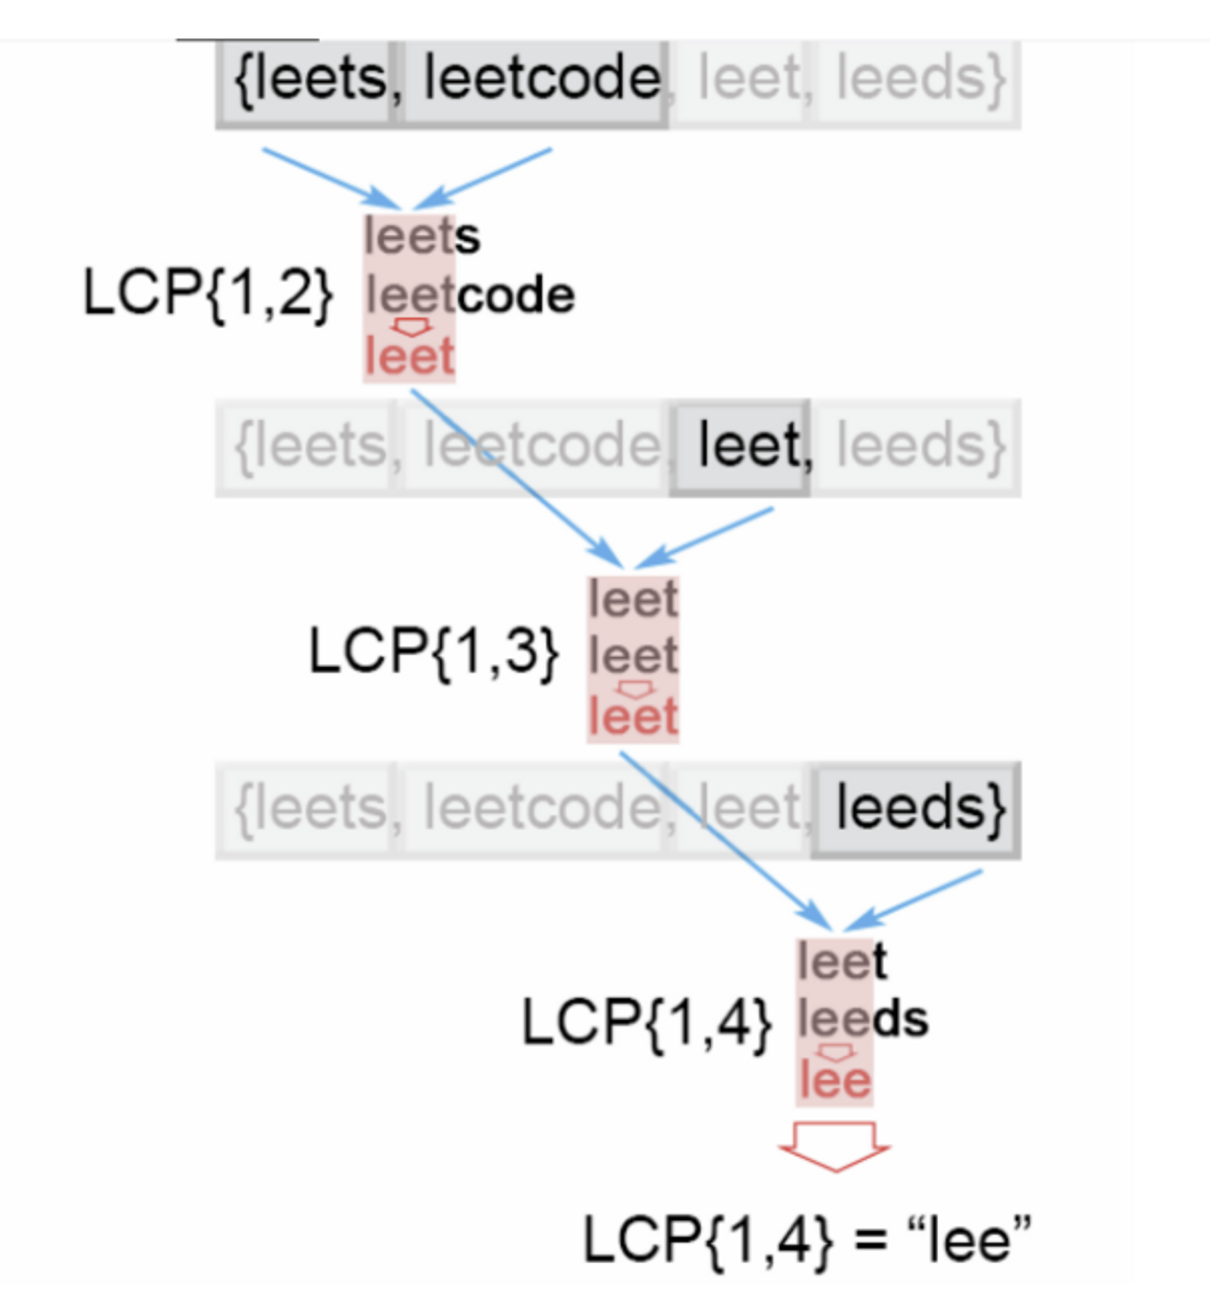 {leets, leetcode, leet, leeds}
leets
LCP{1,2} leetcode
leet
{leets, leetcode, leet, leeds}
leet
LCP{1,3} leet
leet
{leets, leetcode, leet, leeds}
leet
LCP{1,4} leeds
lee
LCP{1,4} = “lee”